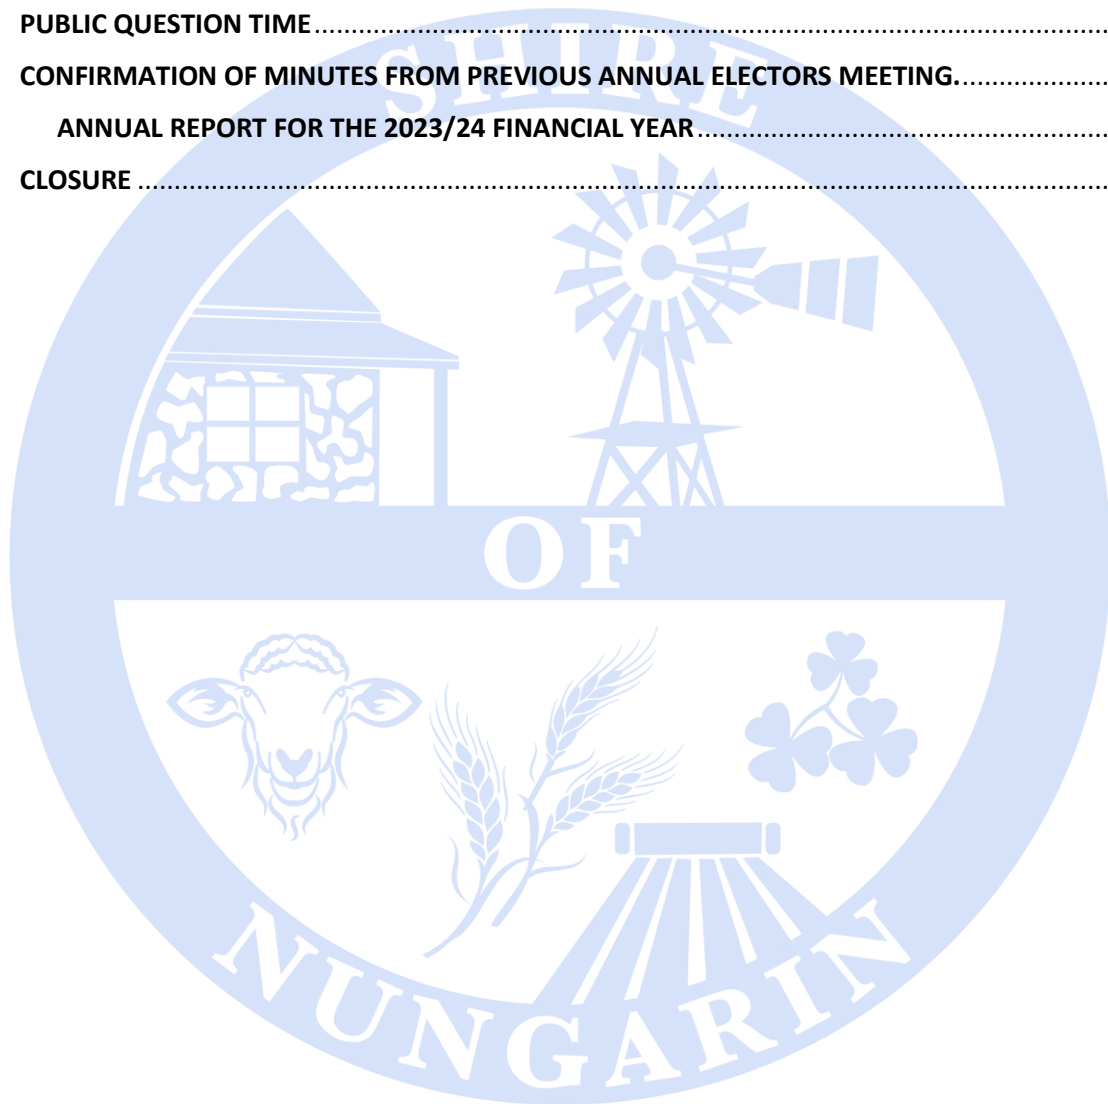 PUBLIC QUESTION TIME
CONFIRMATION OF MINUTES FROM PREVIOUS ANNUAL ELECTORS MEETING.
ANNUAL REPORT FOR THE 2023/24 FINANCIAL YEAR
CLOSURE
SHIRE
OF
NUNGARIN